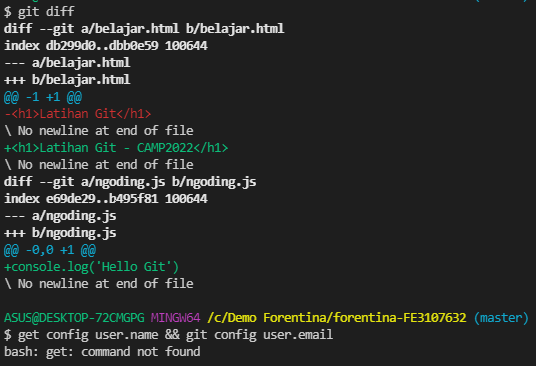 $ git diff
diff --git a/belajar.html b/belajar.html
index db299d0..dbb0e59 100644
--- a/belajar.html
+++ b/belajar.html
@@ -1 +1 @@
-<h1>Latihan Git</h1>
\ No newline at end of file
+<h1>Latihan Git - CAMP2022</h1>
\ No newline at end of file
diff --git a/ngoding.js b/ngoding.js
index e69de29..b495f81 100644
--- a/ngoding.js
+++ b/ngoding.js
@@ -0,0 +1 @@
+console.log('Hello Git')
\ No newline at end of file
ASUS@DESKTOP-72CMGPG MINGW64 /c/Demo Forentina/forentina-FE3107632 (master)
$ get config user.name && git config user.email
bash: get: command not found